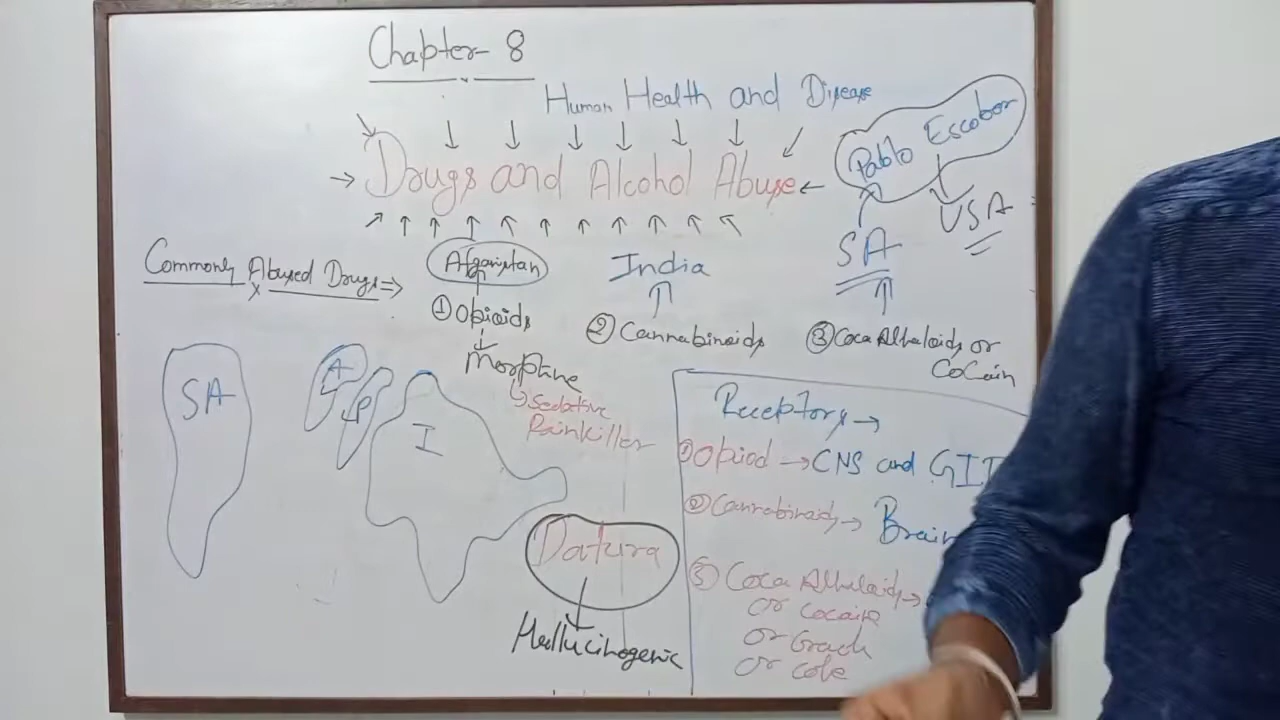 Chapter- 8
Human Health and Disease
Drugs and Alcohol Abuse
Pablo Escobar
USA
SA
Commonly Abused Drugs ⇒
Afganistan
India
① Opioids
② Cannabinoids
③ Coca Alkaloids or
CoCain
Morphine
Sedative
Painkiller
SA
A
P
I
Receptors →
① Opiod → CNS and GIT
② Cannabinoids → Brain
③ Coca Alkaloids →
or Cocaine
or Crack
or Coke
Datura
Hallucinogenic